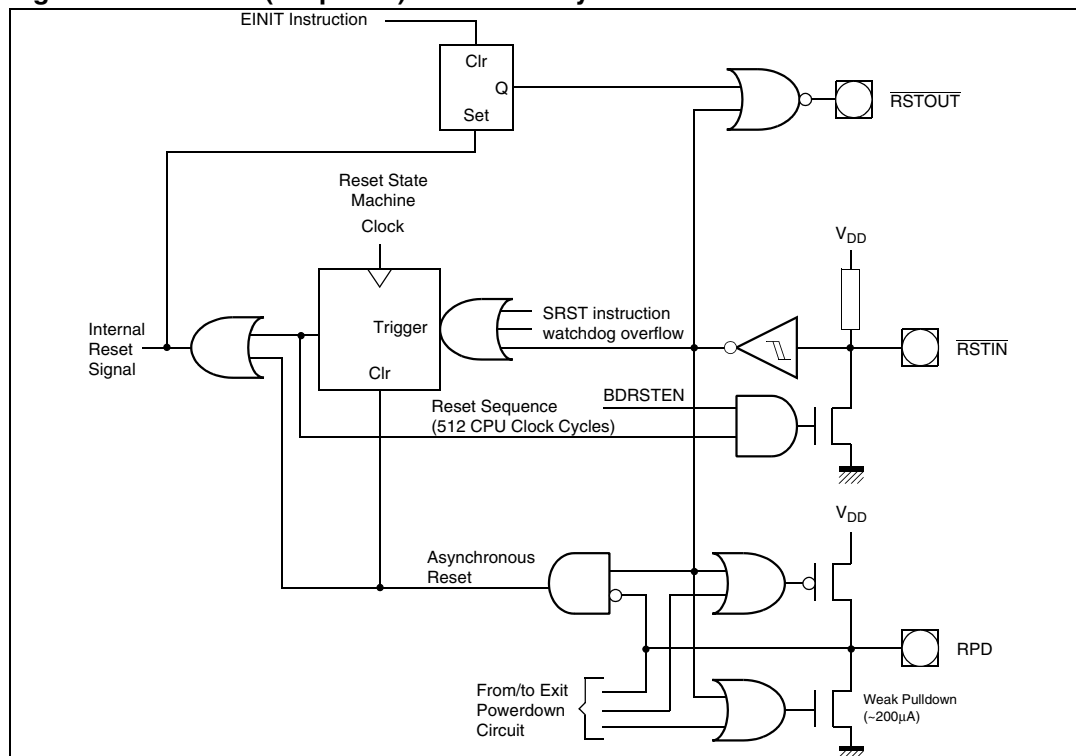 EINIT Instruction
Clr
Q
Set
RSTOUT
Reset State
Machine
Clock
VDD
Internal
Reset
Signal
Trigger
SRST instruction
watchdog overflow
RSTIN
Clr
BDRSTEN
Reset Sequence
(512 CPU Clock Cycles)
VDD
Asynchronous
Reset
RPD
From/to Exit
Powerdown
Circuit
Weak Pulldown
(~200µA)